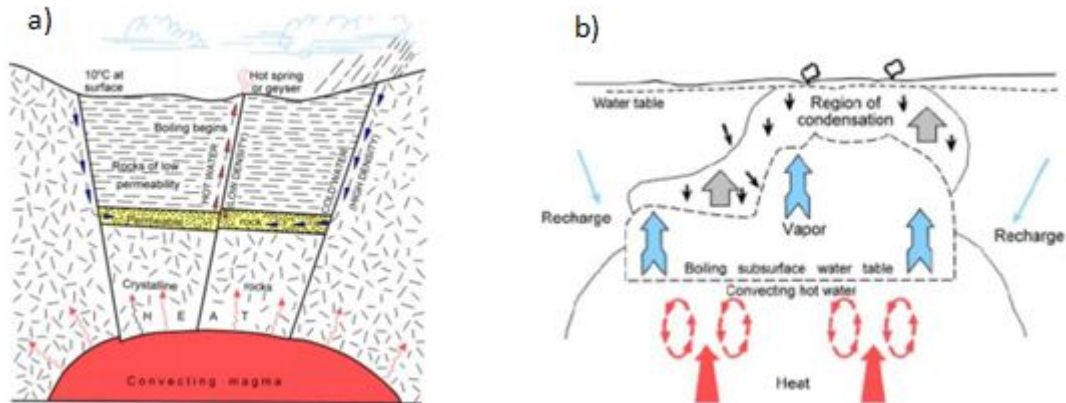 a)
10°C at
surface
Hot spring
or geyser
Boiling begins
Rocks of low
permeability
HOT WATER
(LOW DENSITY)
COLD WATER
(HIGH DENSITY)
rock
Crystalline rocks
H E A T
Convecting magma
b)
Water table
Region of
condensation
Recharge
Vapor
Recharge
Boiling subsurface water table
Convecting hot water
Heat